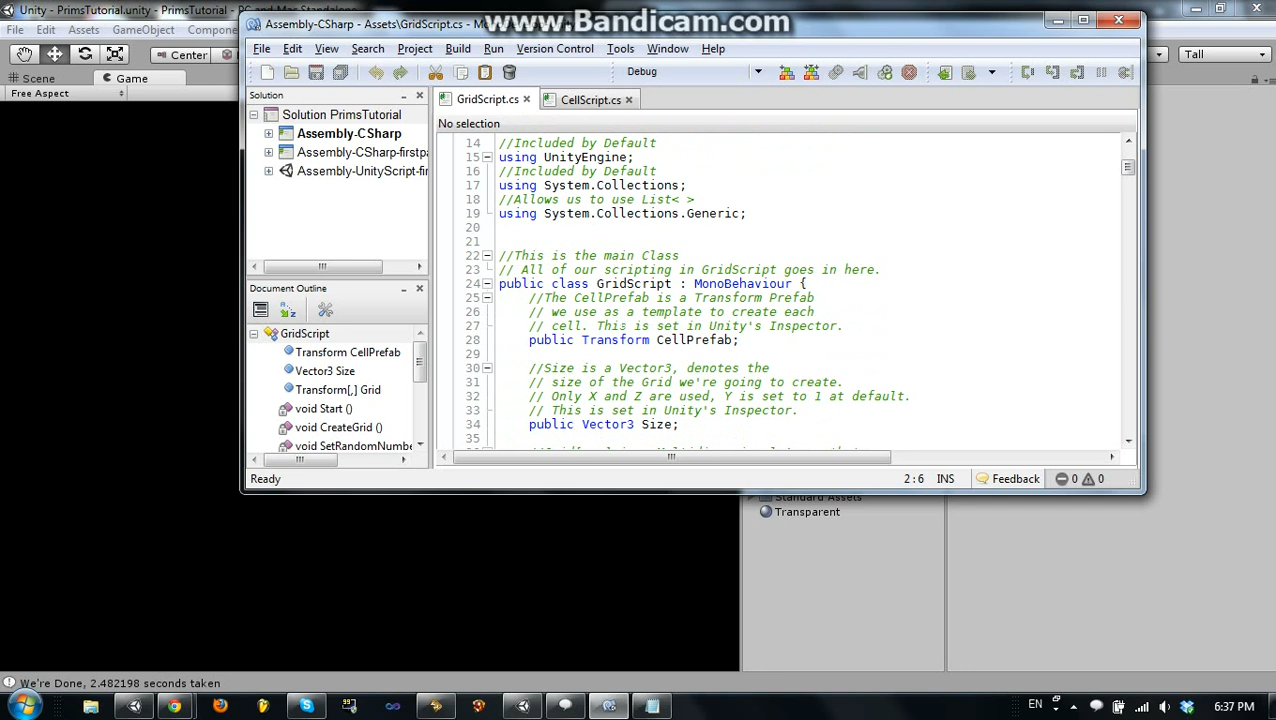 Unity - PrimsTutorial.unity - PrimsTutorial - PC and Mac Standalone
File Edit Assets GameObject Compone
Center
Tall
Scene
Game
Free Aspect
www.Bandicam.com
Assembly-CSharp - Assets\GridScript.cs - M
File Edit View Search Project Build Run Version Control Tools Window Help
Debug
Solution
Solution PrimsTutorial
Assembly-CSharp
Assembly-CSharp-firstpa
Assembly-UnityScript-fir
Document Outline
GridScript
Transform CellPrefab
Vector3 Size
Transform[,] Grid
void Start ()
void CreateGrid ()
void SetRandomNumbe
GridScript.cs
CellScript.cs
No selection
14 //Included by Default
15 using UnityEngine;
16 //Included by Default
17 using System.Collections;
18 //Allows us to use List< >
19 using System.Collections.Generic;
20
21
22 //This is the main Class
23 // All of our scripting in GridScript goes in here.
24 public class GridScript : MonoBehaviour {
25 //The CellPrefab is a Transform Prefab
26 // we use as a template to create each
27 // cell. This is set in Unity's Inspector.
28 public Transform CellPrefab;
29
30 //Size is a Vector3, denotes the
31 // size of the Grid we're going to create.
32 // Only X and Z are used, Y is set to 1 at default.
33 // This is set in Unity's Inspector.
34 public Vector3 Size;
35
Ready
2:6 INS
Feedback
0 0
Standard Assets
Transparent
We're Done, 2.482198 seconds taken
EN
6:37 PM